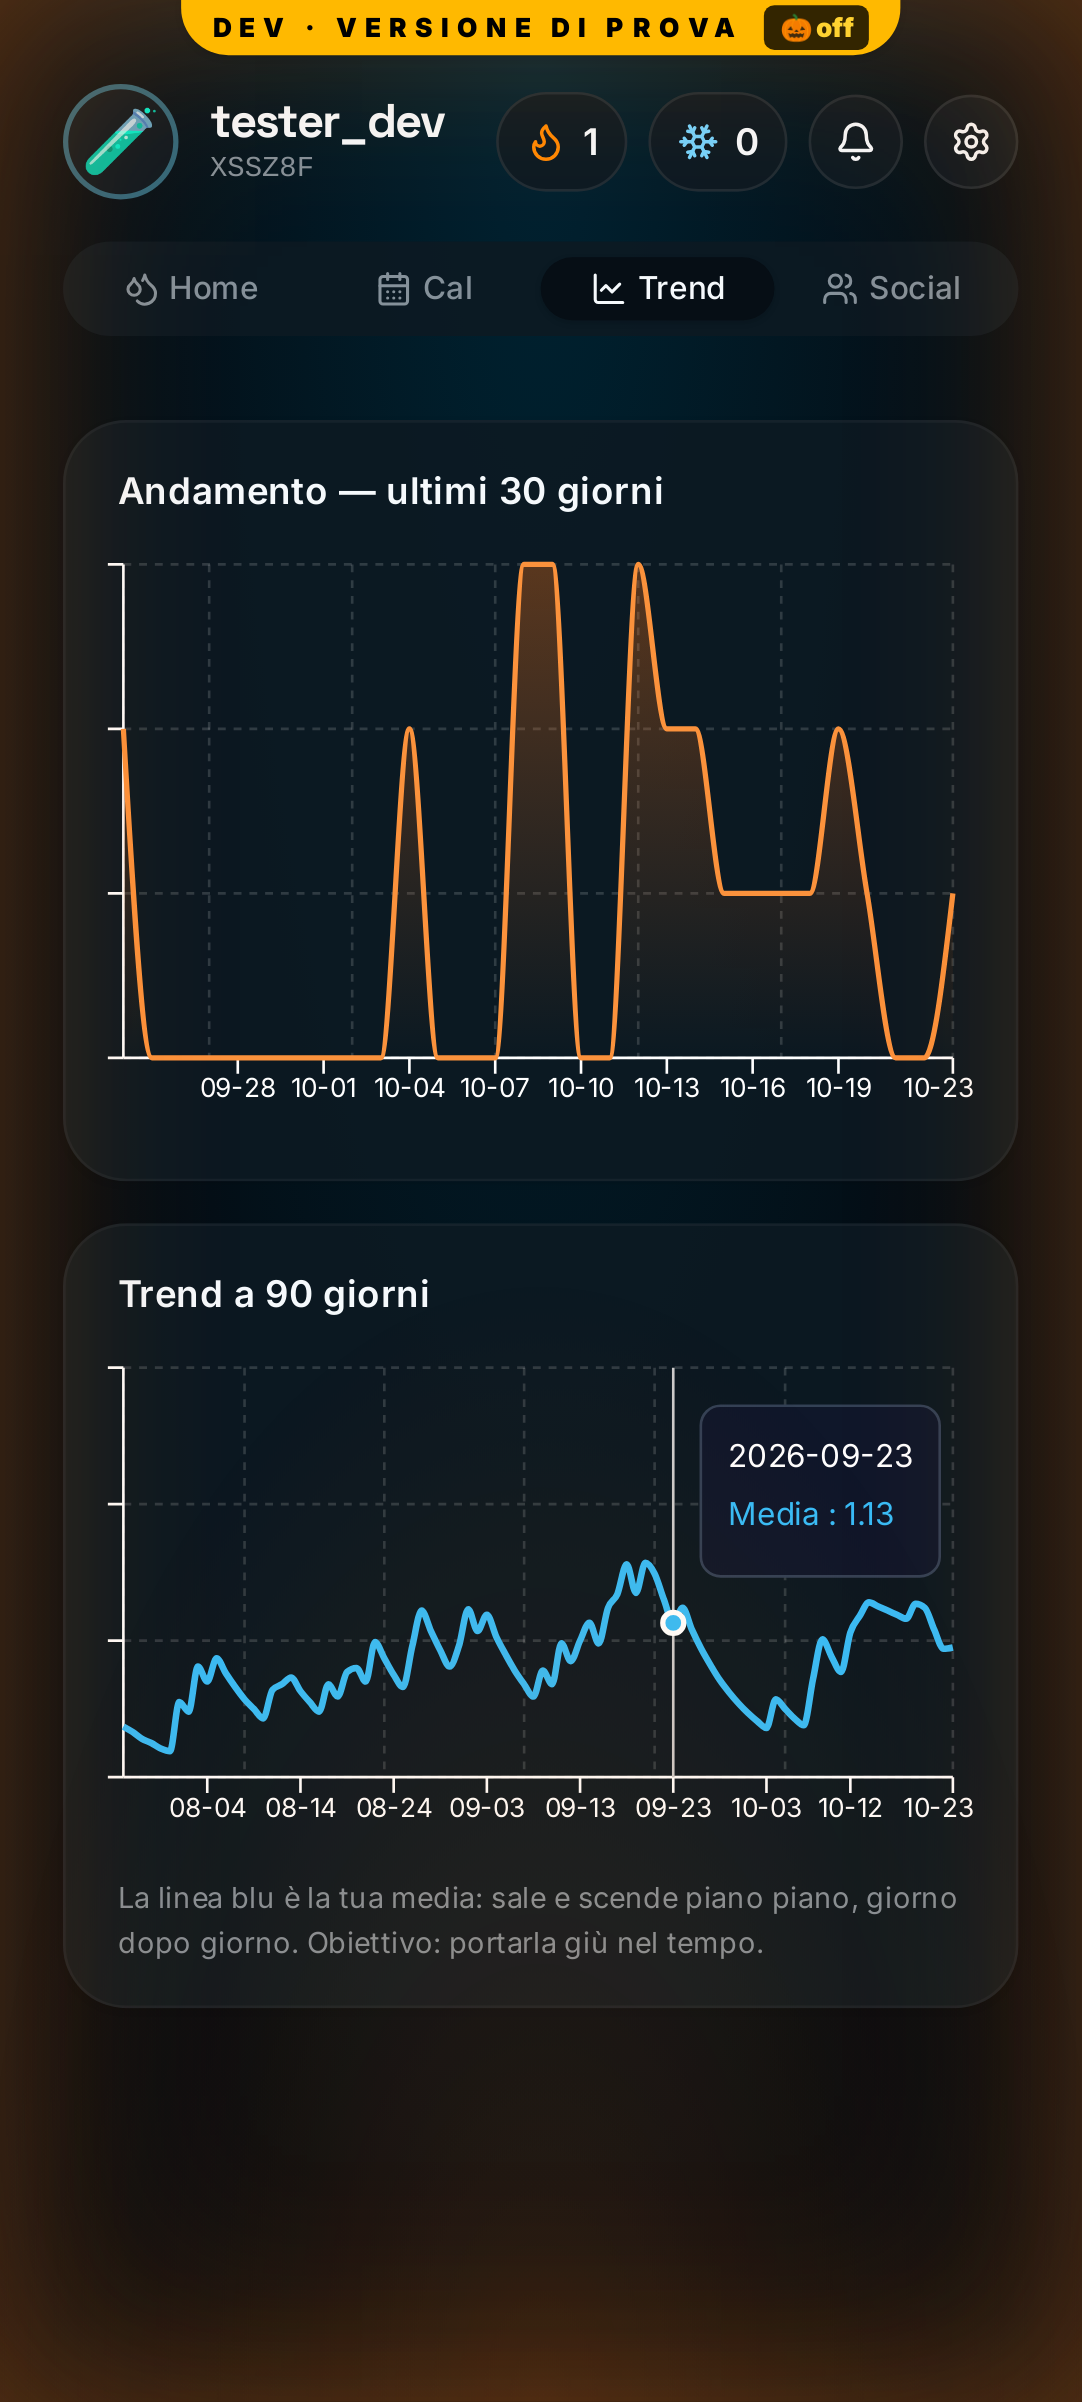 DEV · VERSIONE DI PROVA 🎃 off
tester_dev
XSSZ8F
1
0
Home
Cal
Trend
Social
Andamento — ultimi 30 giorni
09-28 10-01 10-04 10-07 10-10 10-13 10-16 10-19 10-23
Trend a 90 giorni
2026-09-23
Media : 1.13
08-04 08-14 08-24 09-03 09-13 09-23 10-03 10-12 10-23
La linea blu è la tua media: sale e scende piano piano, giorno
dopo giorno. Obiettivo: portarla giù nel tempo.